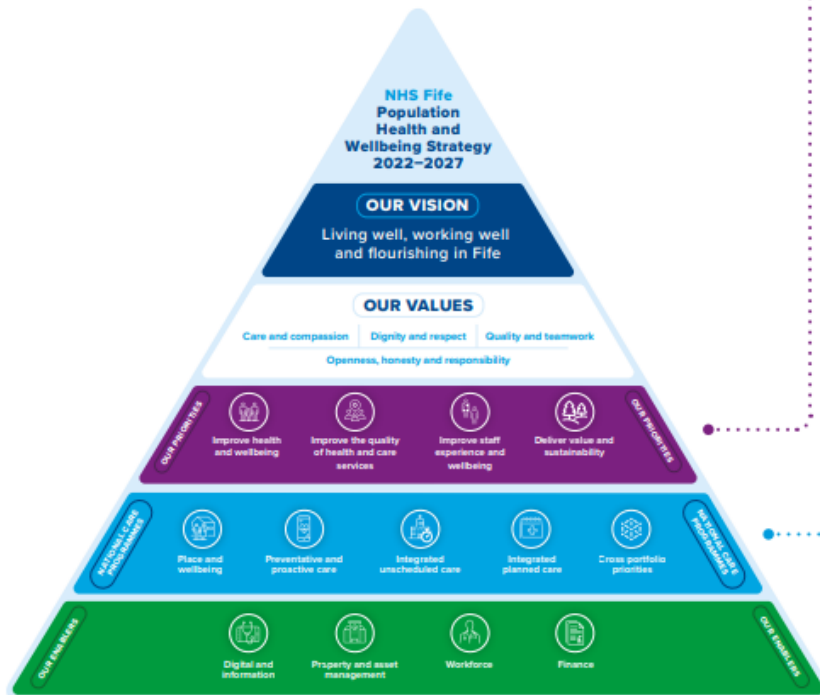 NHS Fife
Population
Health and
Wellbeing Strategy
2022–2027
OUR VISION
Living well, working well
and flourishing in Fife
OUR VALUES
Care and compassion
Dignity and respect
Quality and teamwork
Openness, honesty and responsibility
OUR PRIORITIES
Improve health
and wellbeing
Improve the quality
of health and care
services
Improve staff
experience and
wellbeing
Deliver value and
sustainability
OUR PRIORITIES
NATIONAL CARE
PROGRAMMES
Place and
wellbeing
Preventative and
proactive care
Integrated
unscheduled care
Integrated
planned care
Cross portfolio
priorities
NATIONAL CARE
PROGRAMMES
OUR ENABLERS
Digital and
information
Property and asset
management
Workforce
Finance
OUR ENABLERS